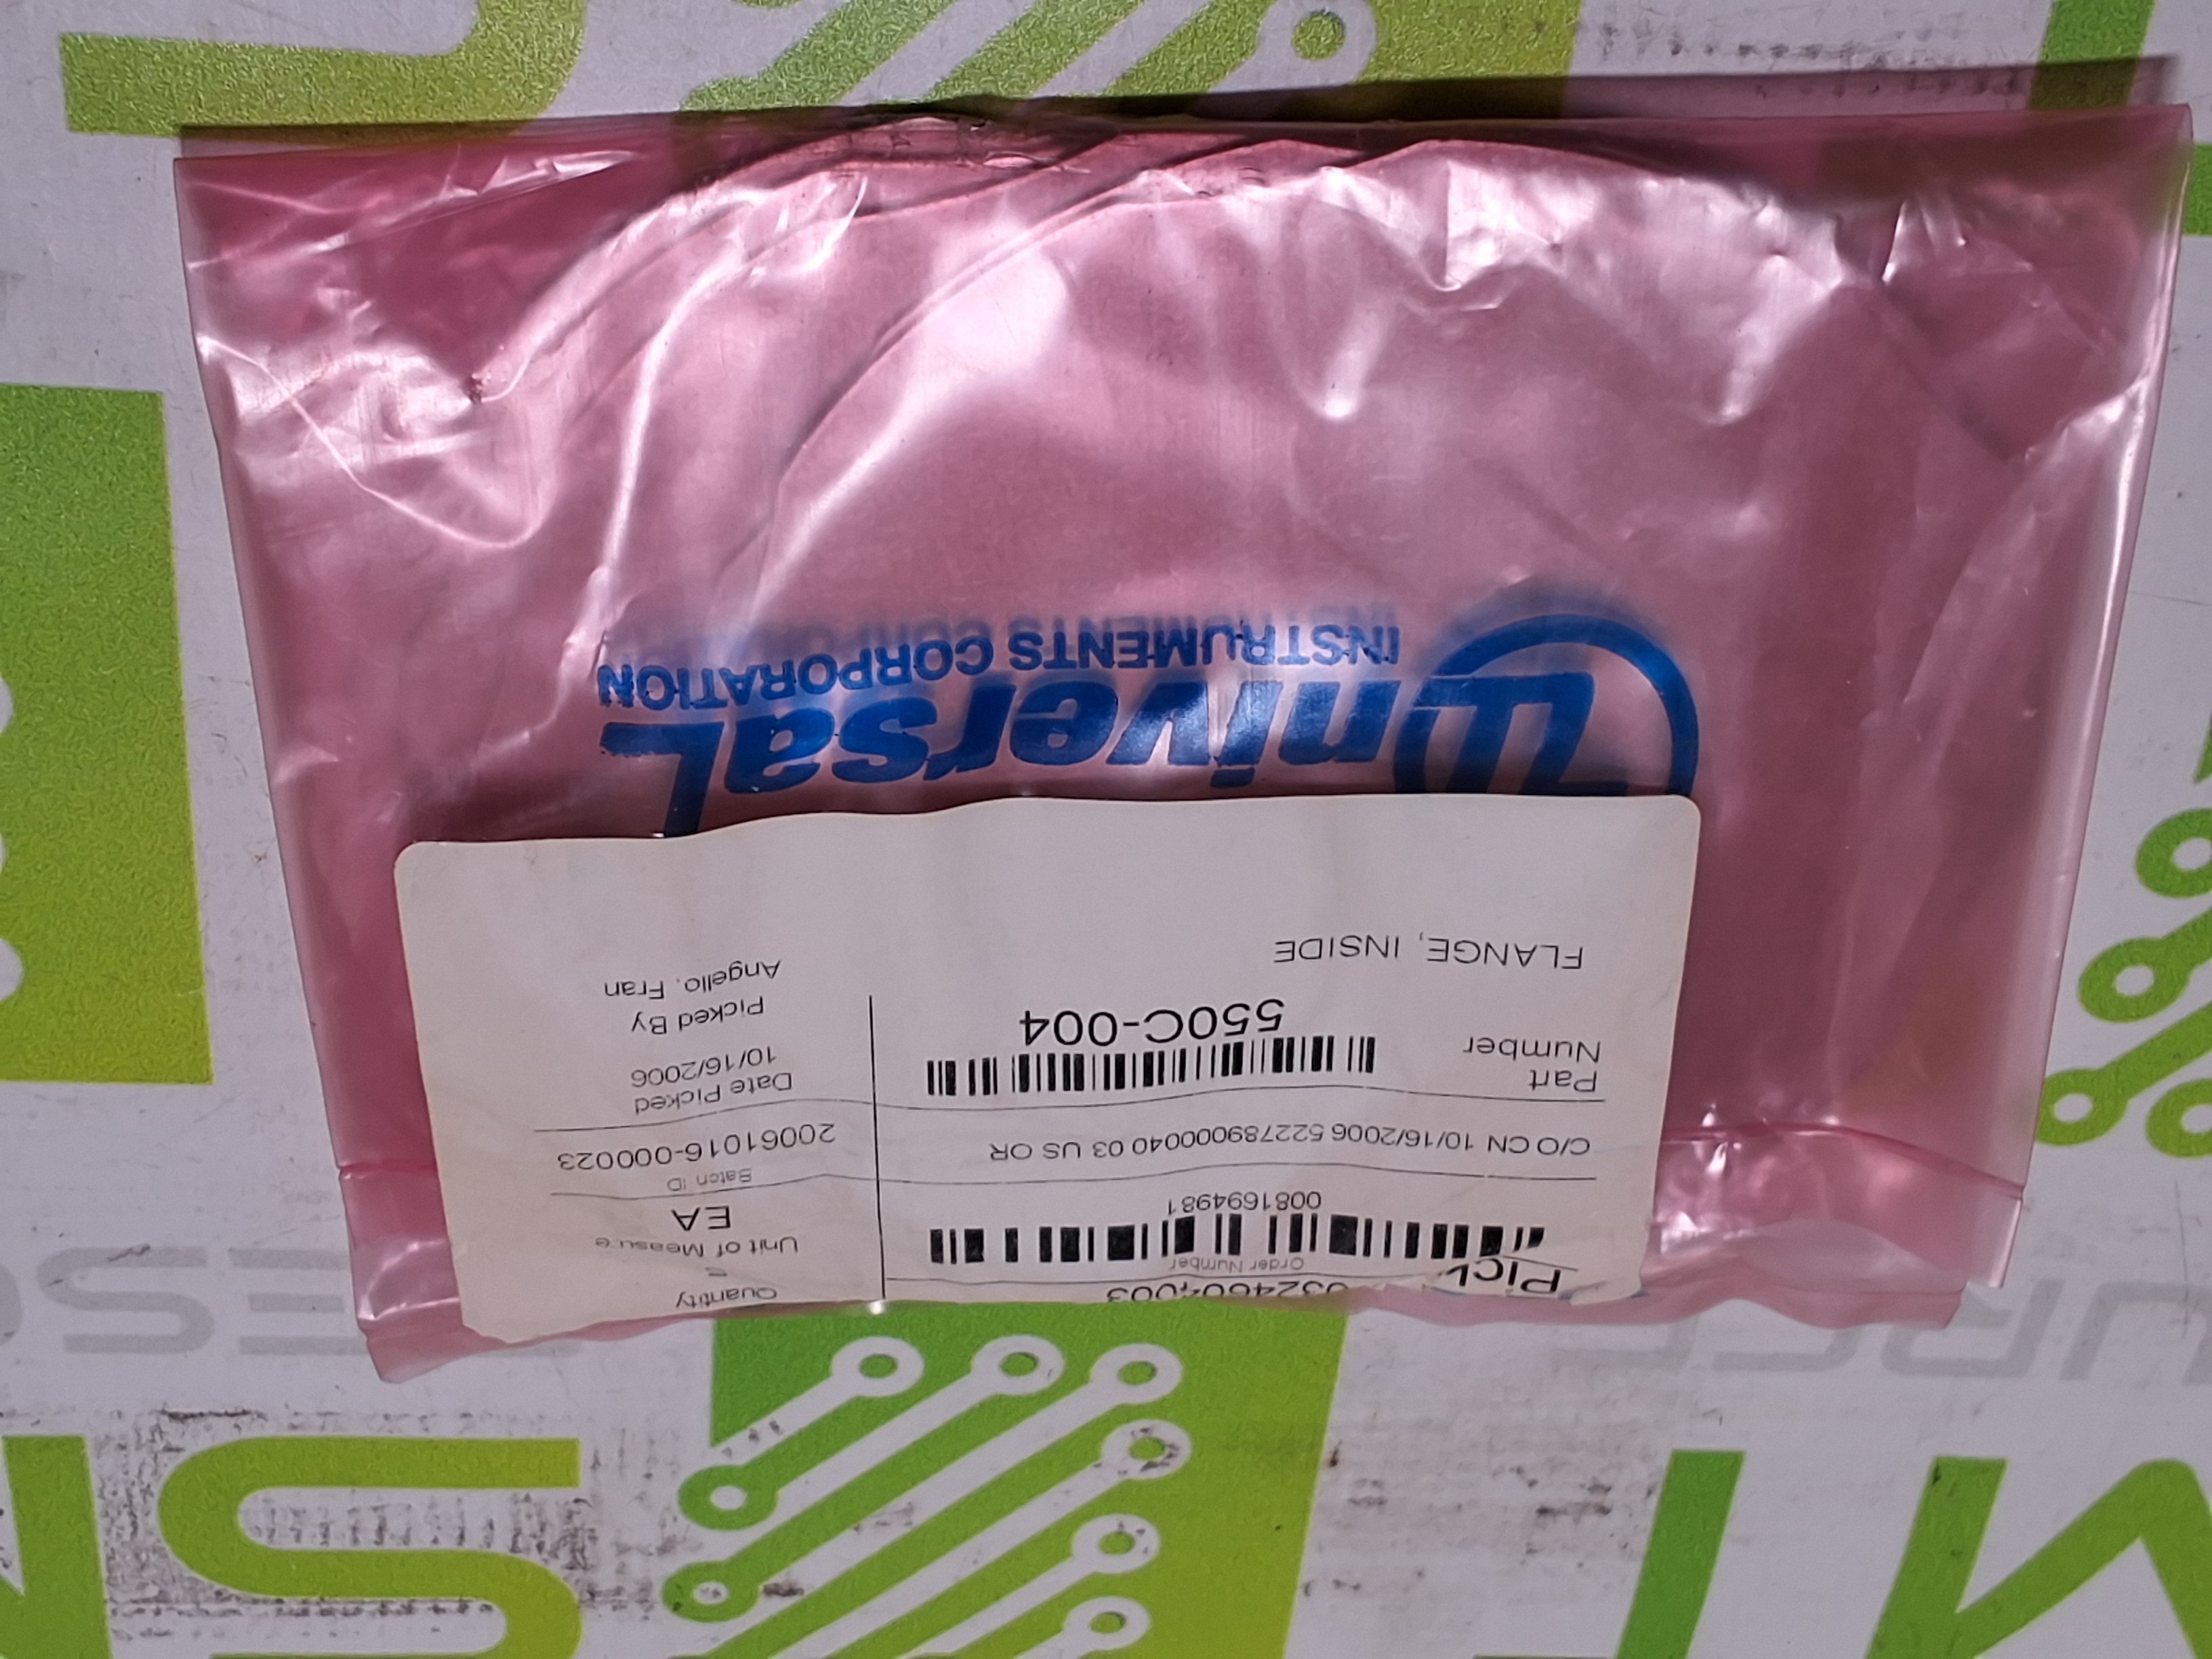 Quantity
Pick
Order Number
0081694981
Unit of Measure
EA
C/O CN 10/16/2006 522789000040 03 US OR
Batch ID
20061016-000023
Part
Number
550C-004
Date Picked
10/16/2006
Picked By
Angello, Fran
FLANGE, INSIDE
UniversaL
INSTRUMENTS CORPORATION